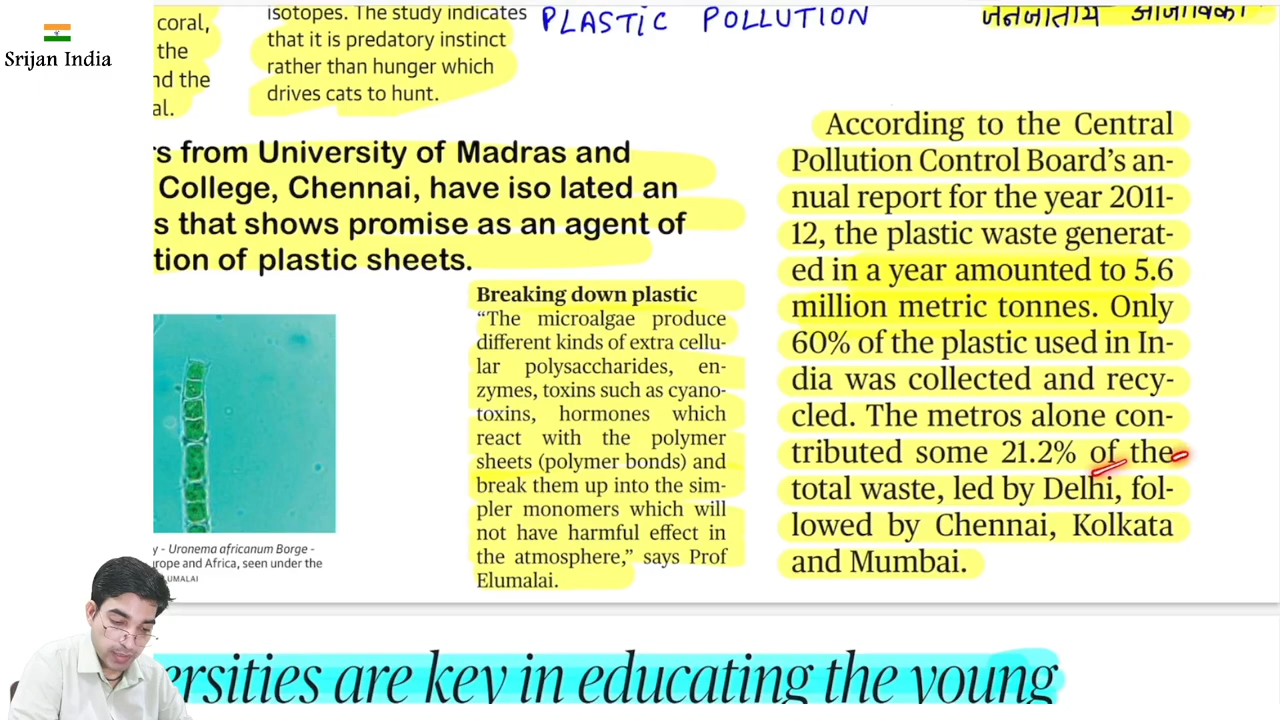 Srijan India
coral,
the
nd the
al.
isotopes. The study indicates
that it is predatory instinct
rather than hunger which
drives cats to hunt.
PLASTIC POLLUTION
जनजातीय आजीविका
rs from University of Madras and
College, Chennai, have iso lated an
s that shows promise as an agent of
tion of plastic sheets.
y - Uronema africanum Borge -
urope and Africa, seen under the
UMALAI
Breaking down plastic
“The microalgae produce
different kinds of extra cellu-
lar polysaccharides, en-
zymes, toxins such as cyano-
toxins, hormones which
react with the polymer
sheets (polymer bonds) and
break them up into the sim-
pler monomers which will
not have harmful effect in
the atmosphere,” says Prof
Elumalai.
According to the Central
Pollution Control Board’s an-
nual report for the year 2011-
12, the plastic waste generat-
ed in a year amounted to 5.6
million metric tonnes. Only
60% of the plastic used in In-
dia was collected and recy-
cled. The metros alone con-
tributed some 21.2% of the
total waste, led by Delhi, fol-
lowed by Chennai, Kolkata
and Mumbai.
ersities are key in educating the young